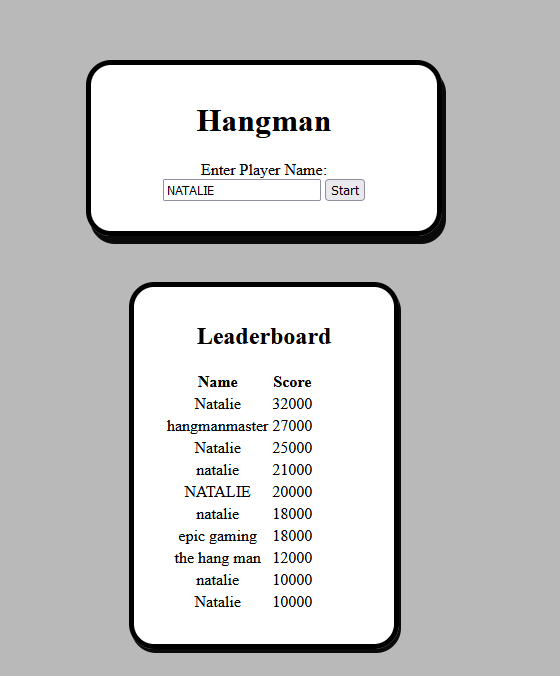 Hangman
Enter Player Name:
NATALIE Start
Leaderboard
Name Score
Natalie 32000
hangmanmaster 27000
Natalie 25000
natalie 21000
NATALIE 20000
natalie 18000
epic gaming 18000
the hang man 12000
natalie 10000
Natalie 10000